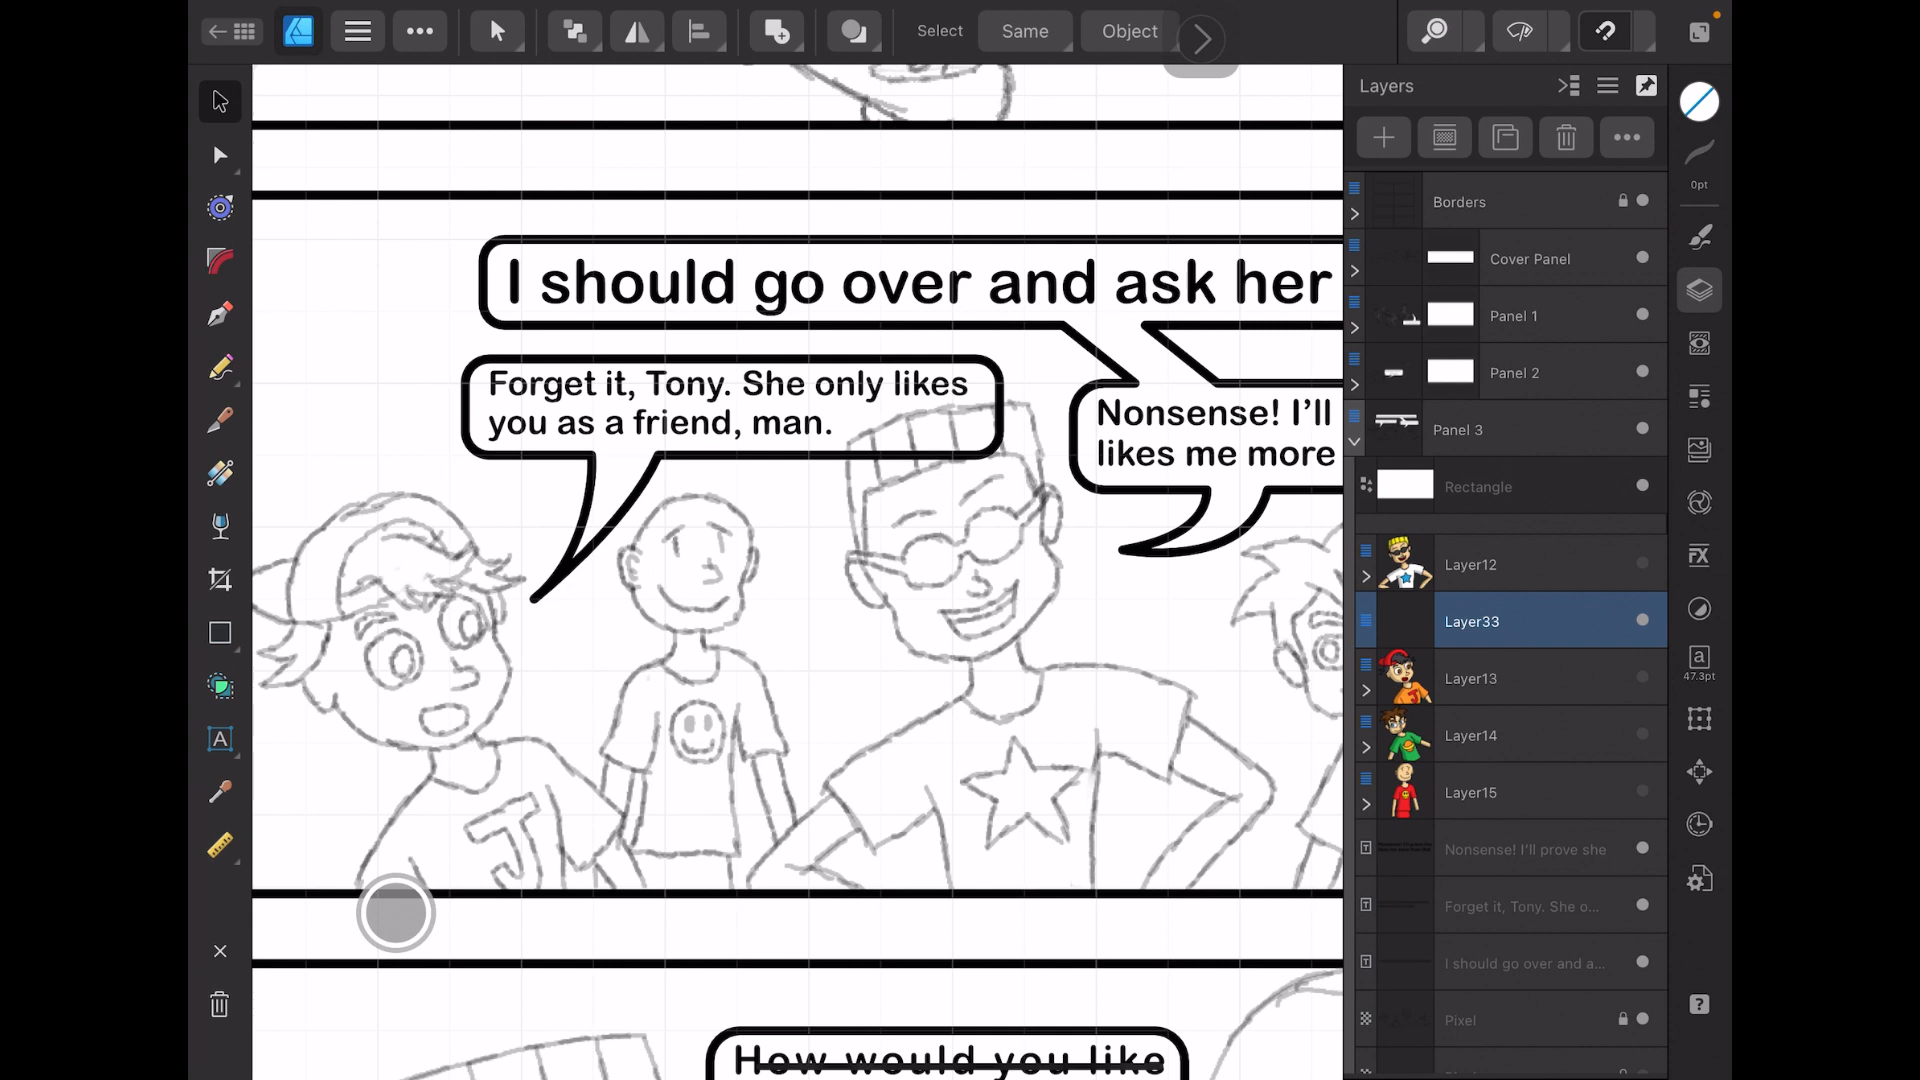 Select
Same
Object
Layers
0pt
Borders
Cover Panel
Panel 1
Panel 2
Panel 3
Rectangle
Layer12
Layer33
Layer13
Layer14
Layer15
Nonsense! I'll prove she
Forget it, Tony. She o...
I should go over and a...
Pixel
FX
a
47.3pt
A
?
I should go over and ask her
Forget it, Tony. She only likes
you as a friend, man.
Nonsense! I'll
likes me more
J
How would you like